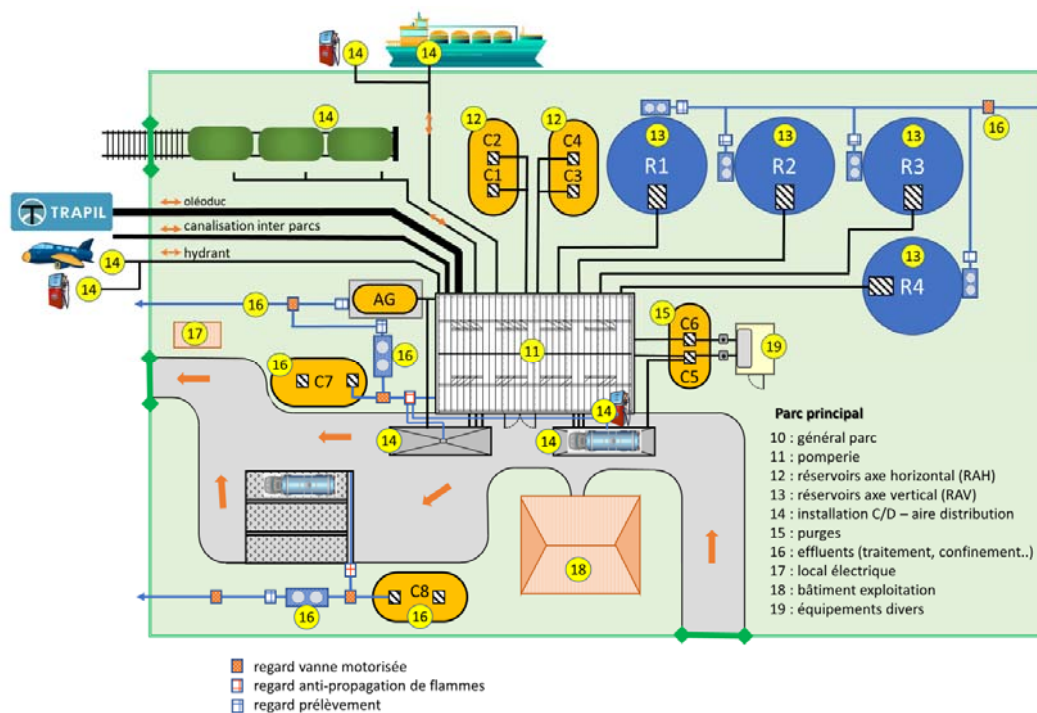 14
14
14
12
12
C2
C4
C1
C3
13
13
13
16
R1
R2
R3
TRAPIL
oléoduc
canalisation inter parcs
hydrant
14
14
13
R4
16
AG
17
16
11
15
C6
C5
19
16
C7
14
14
14
18
C8
16
16
Parc principal
10 : général parc
11 : pomperie
12 : réservoirs axe horizontal (RAH)
13 : réservoirs axe vertical (RAV)
14 : installation C/D – aire distribution
15 : purges
16 : effluents (traitement, confinement..)
17 : local électrique
18 : bâtiment exploitation
19 : équipements divers
regard vanne motorisée
regard anti-propagation de flammes
regard prélèvement